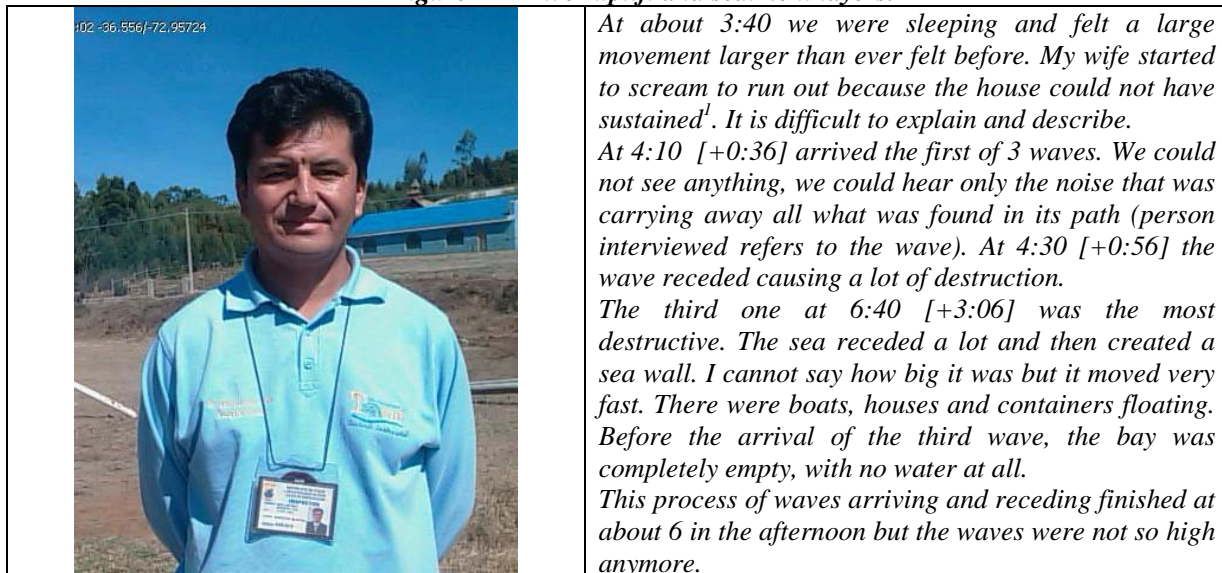 :02 -36.556/-72.95724
At about 3:40 we were sleeping and felt a large
movement larger than ever felt before. My wife started
to scream to run out because the house could not have
sustained¹. It is difficult to explain and describe.
At 4:10 [+0:36] arrived the first of 3 waves. We could
not see anything, we could hear only the noise that was
carrying away all what was found in its path (person
interviewed refers to the wave). At 4:30 [+0:56] the
wave receded causing a lot of destruction.
The third one at 6:40 [+3:06] was the most
destructive. The sea receded a lot and then created a
sea wall. I cannot say how big it was but it moved very
fast. There were boats, houses and containers floating.
Before the arrival of the third wave, the bay was
completely empty, with no water at all.
This process of waves arriving and receding finished at
about 6 in the afternoon but the waves were not so high
anymore.